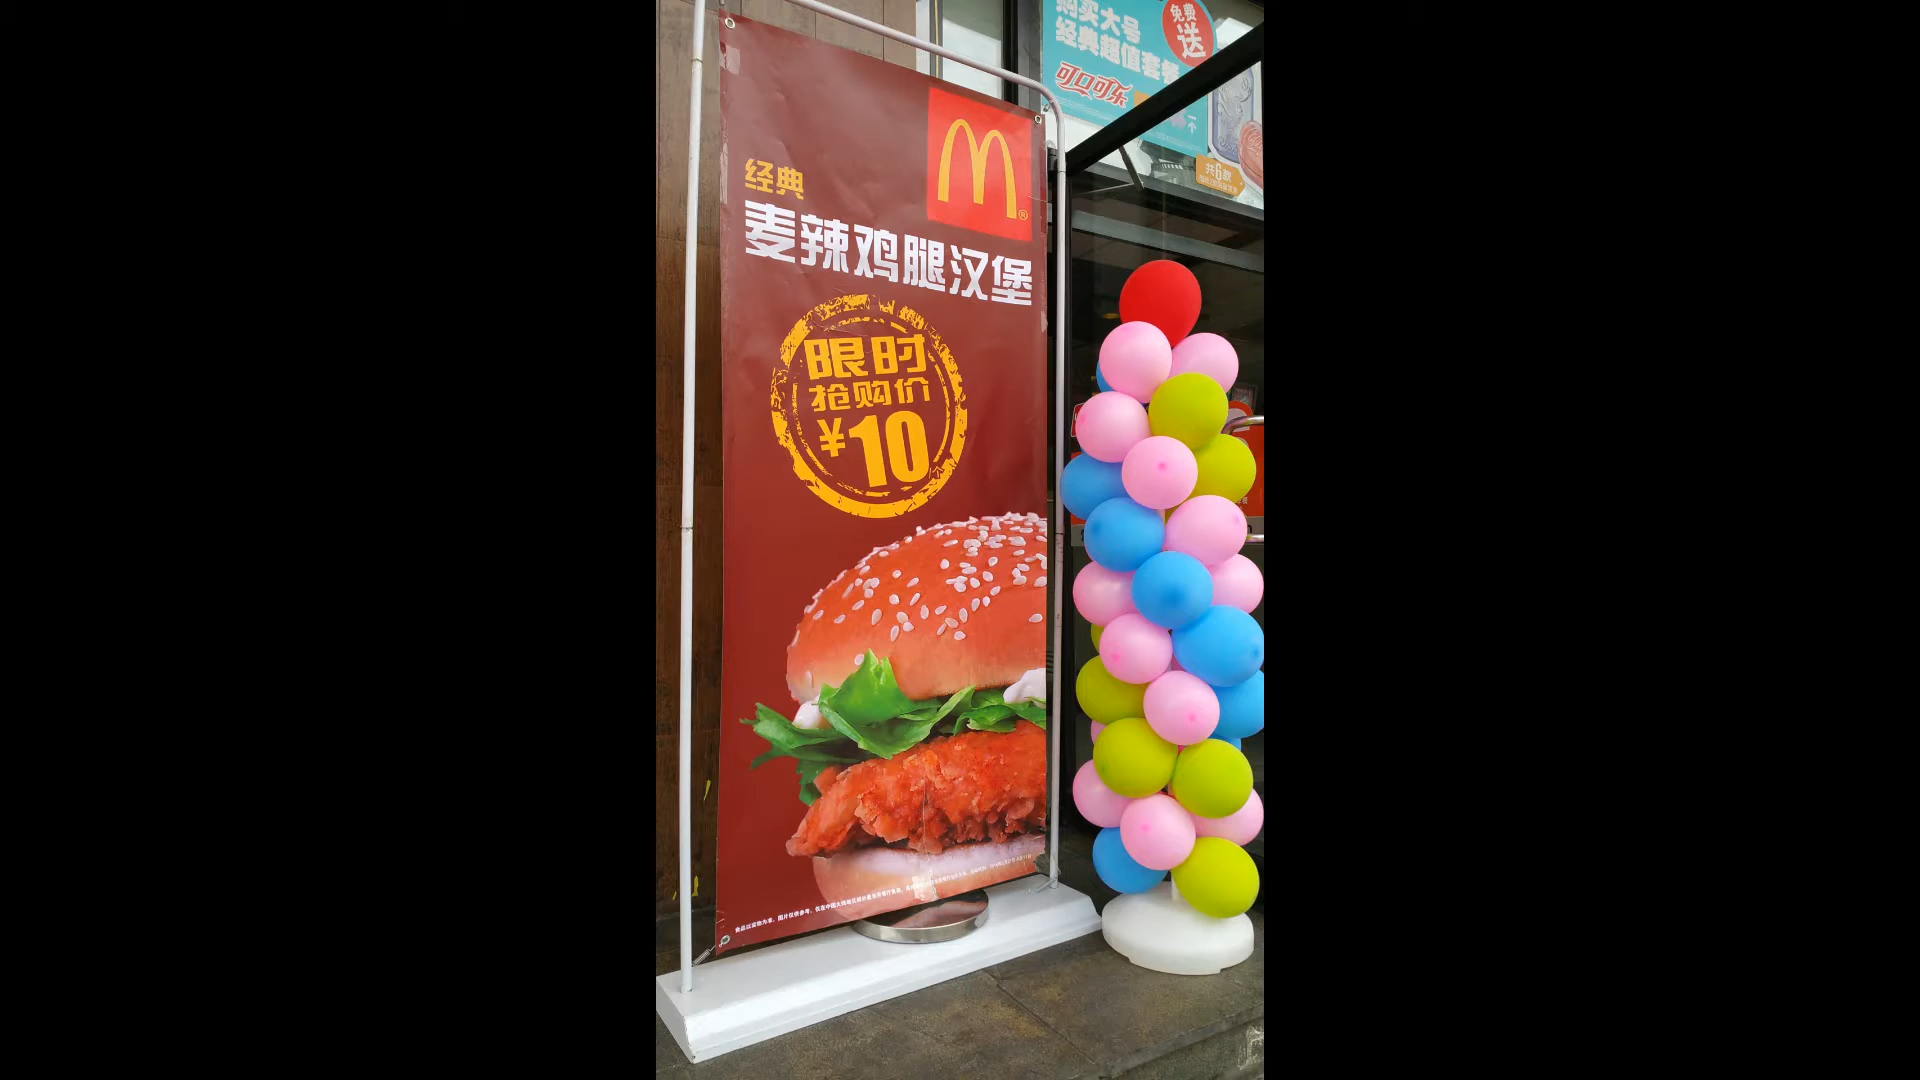 经典
麦辣鸡腿汉堡
限时
抢购价
¥10
个
购买大号
经典超值套餐
免费
送
可口可乐
共6款